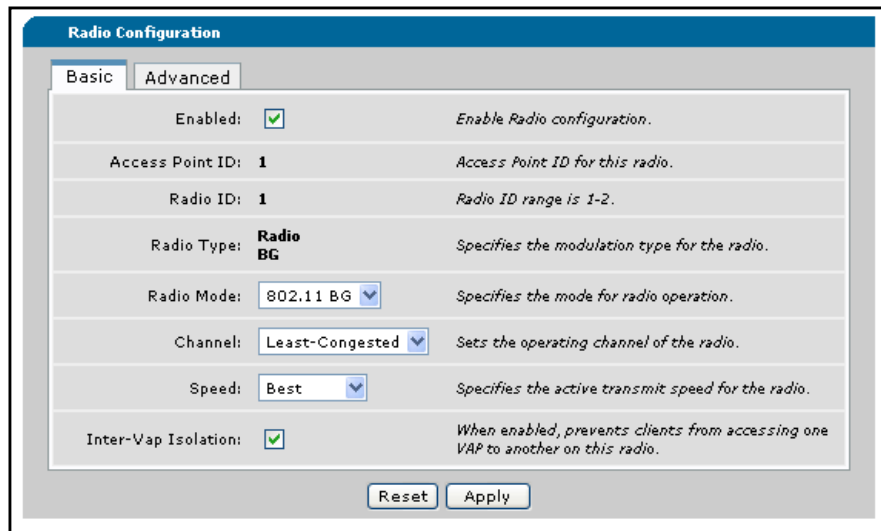 Radio Configuration
Basic Advanced
Enabled: Enable Radio configuration.
Access Point ID: 1 Access Point ID for this radio.
Radio ID: 1 Radio ID range is 1-2.
Radio Type: Radio BG Specifies the modulation type for the radio.
Radio Mode: 802.11 BG Specifies the mode for radio operation.
Channel: Least-Congested Sets the operating channel of the radio.
Speed: Best Specifies the active transmit speed for the radio.
Inter-Vap Isolation: When enabled, prevents clients from accessing one
VAP to another on this radio.
Reset Apply